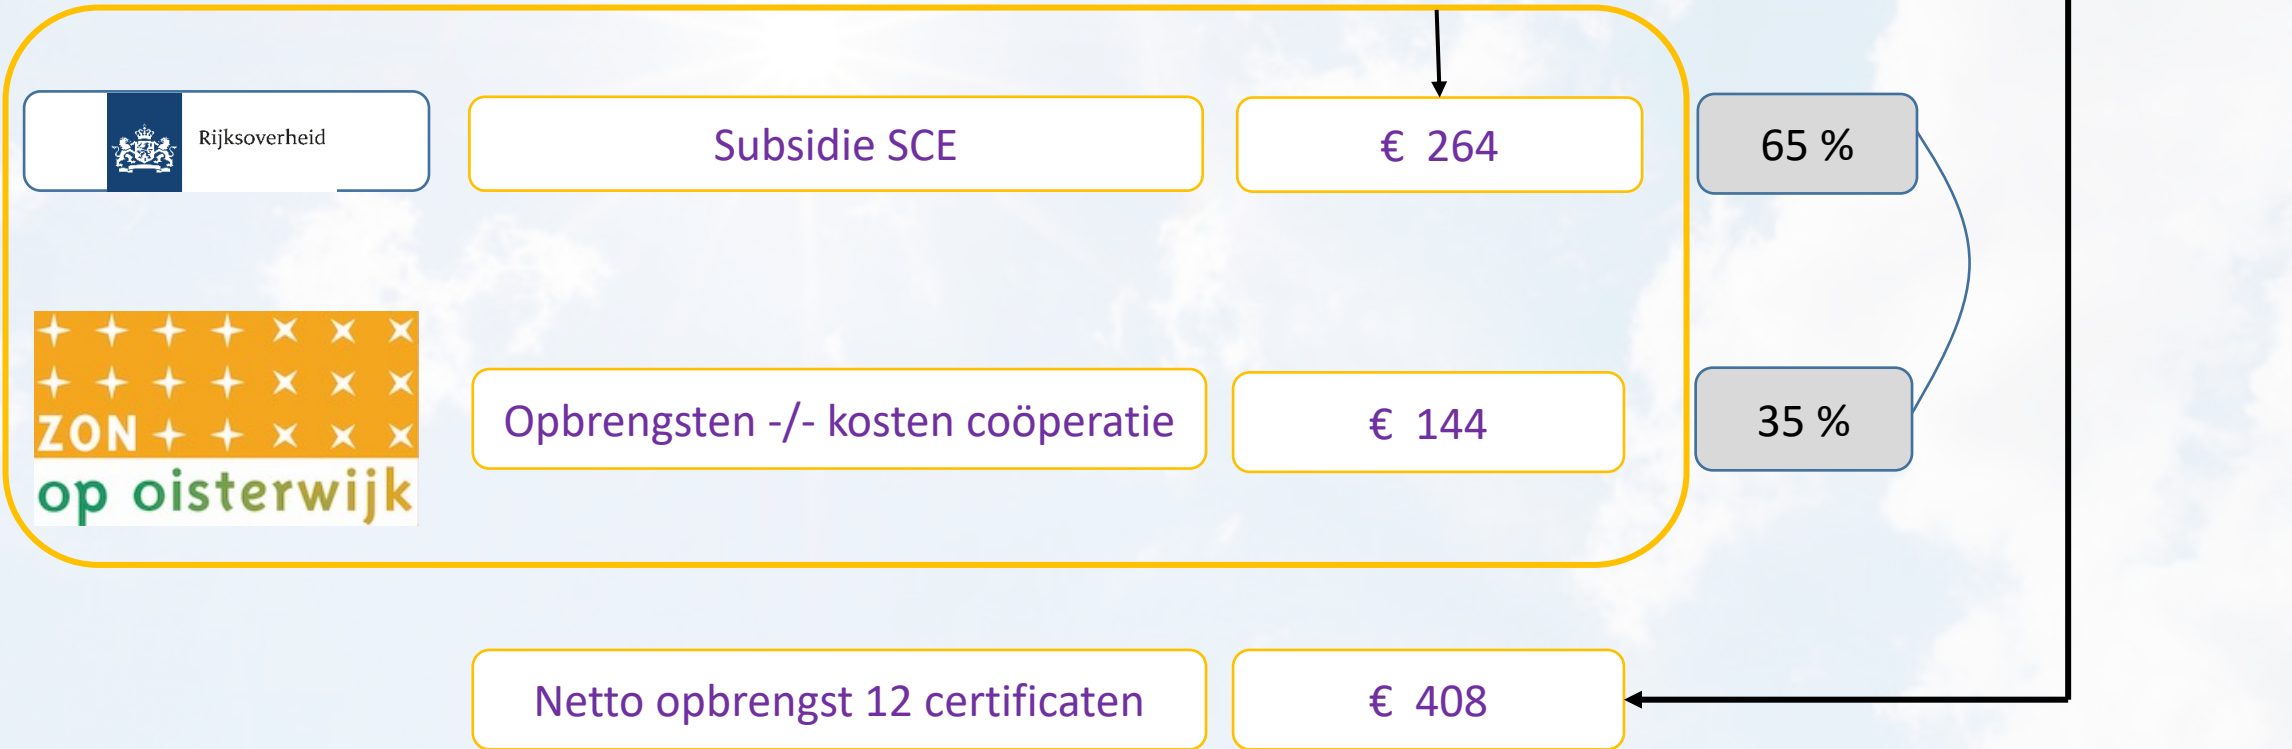 Rijksoverheid
Subsidie SCE
€ 264
65 %
ZON
op oisterwijk
Opbrengsten -/- kosten coöperatie
€ 144
35 %
Netto opbrengst 12 certificaten
€ 408